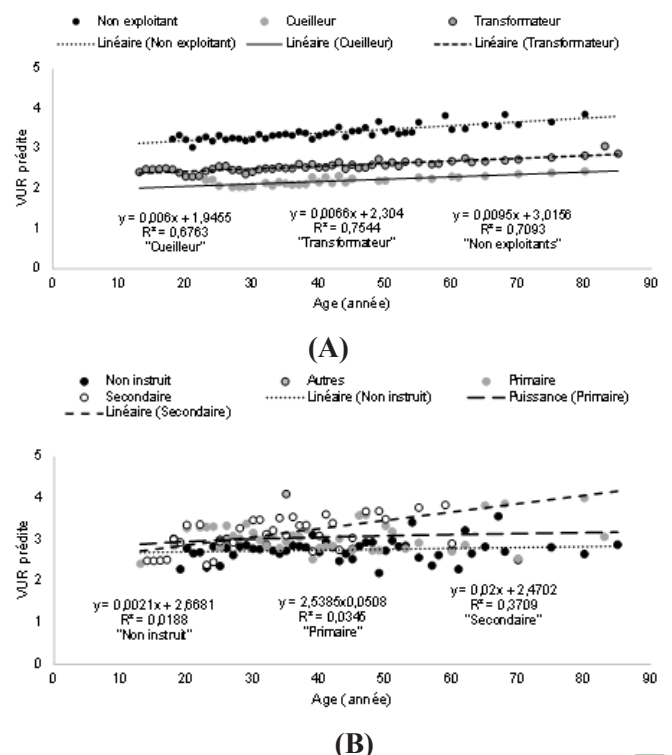 Non exploitant Cueilleur Transformateur
Linéaire (Non exploitant) Linéaire (Cueilleur) Linéaire (Transformateur)
5
4
3
2
1
0
VUR prédite
y = 0,006x + 1,9455 y = 0,0066x + 2,304 y = 0,0095x + 3,0156
R² = 0,6763 R² = 0,7544 R² = 0,7093
"Cueilleur" "Transformateur" "Non exploitants"
0 10 20 30 40 50 60 70 80 90
Age (année)
(A)
Non instruit Autres Primaire
Secondaire Linéaire (Non instruit) Puissance (Primaire)
Linéaire (Secondaire)
5
4
3
2
1
0
VUR prédite
y = 0,0021x + 2,6681 y = 2,5385x0,0508 y = 0,02x + 2,4702
R² = 0,0188 R² = 0,0345 R² = 0,3709
"Non instruit" "Primaire" "Secondaire"
0 10 20 30 40 50 60 70 80 90
Age (année)
(B)